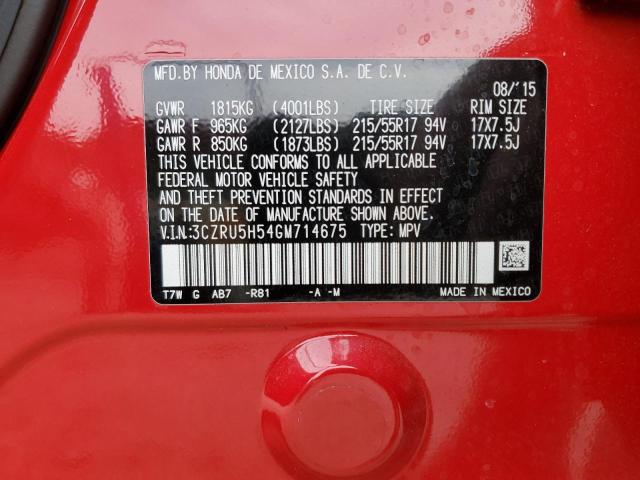 MFD.BY HONDA DE MEXICO S.A. DE C.V.
08/'15
GVWR 1815KG (4001LBS) TIRE SIZE RIM SIZE
GAWR F 965KG (2127LBS) 215/55R17 94V 17X7.5J
GAWR R 850KG (1873LBS) 215/55R17 94V 17X7.5J
THIS VEHICLE CONFORMS TO ALL APPLICABLE
FEDERAL MOTOR VEHICLE SAFETY
AND THEFT PREVENTION STANDARDS IN EFFECT
ON THE DATE OF MANUFACTURE SHOWN ABOVE.
V.I.N.:3CZRU5H54GM714675 TYPE: MPV
T7W G AB7 -R81 -A -M MADE IN MEXICO